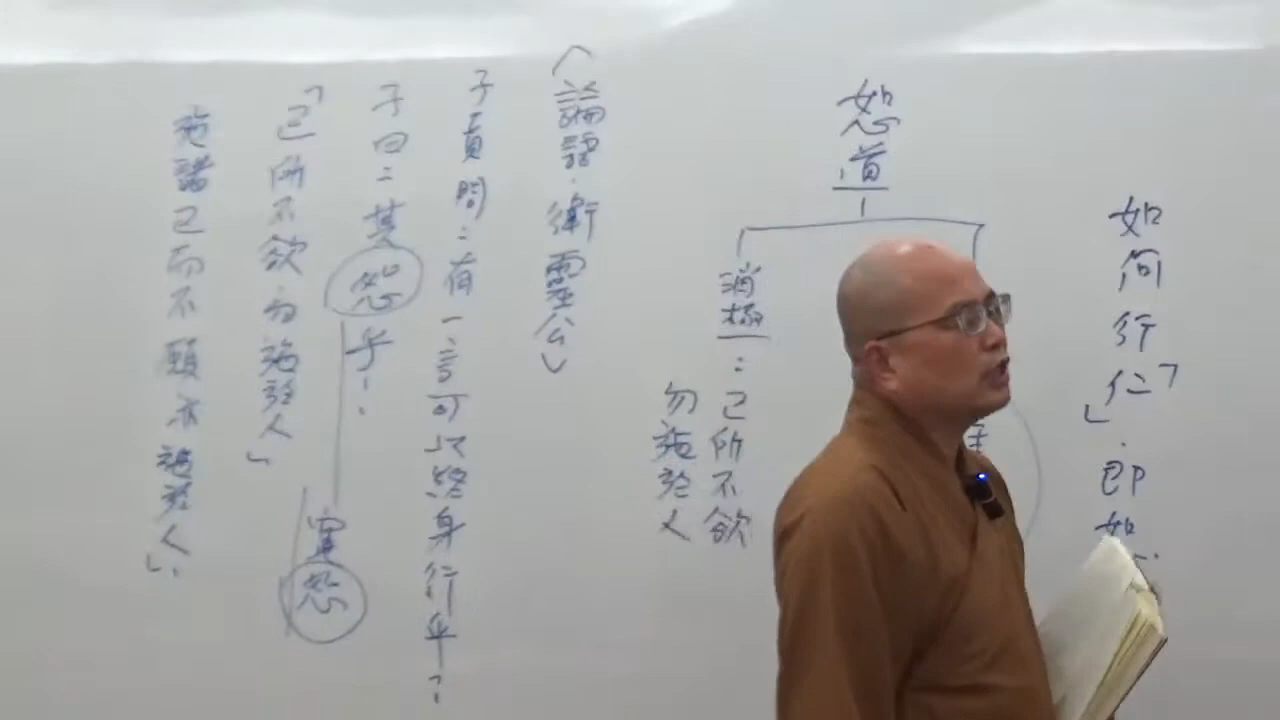 如何行「仁」.即如
恕道
消極：己所不欲
勿施於人
〈論語．衛靈公〉
子貢問：有一言可以終身行乎？
子曰：其恕乎！
寬恕
「己所不欲勿施於人」
施諸己而不願亦勿施於人」